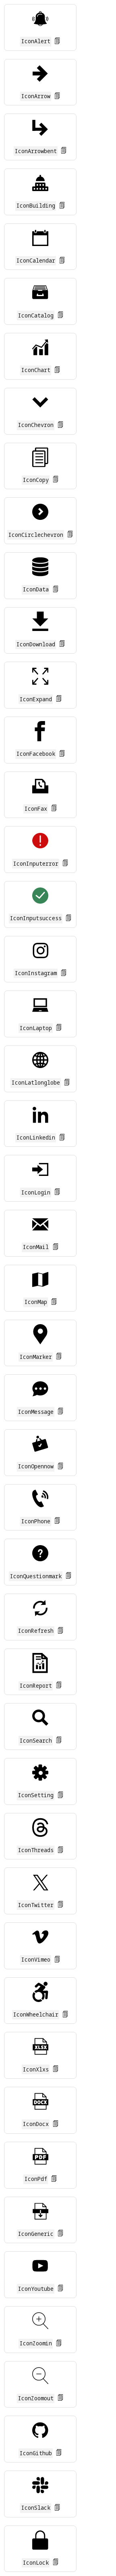 IconAlert
IconArrow
IconArrowbent
IconBuilding
IconCalendar
IconCatalog
IconChart
IconChevron
IconCopy
IconCirclechevron
IconData
IconDownload
IconExpand
IconFacebook
IconFax
IconInputerror
IconInputsuccess
IconInstagram
IconLaptop
IconLatlonglobe
IconLinkedin
IconLogin
IconMail
IconMap
IconMarker
IconMessage
IconOpennow
IconPhone
IconQuestionmark
IconRefresh
IconReport
IconSearch
IconSetting
IconThreads
IconTwitter
IconVimeo
IconWheelchair
XLSX
IconXlxs
DOCX
IconDocx
PDF
IconPdf
IconGeneric
IconYoutube
IconZoomin
IconZoomout
IconGithub
IconSlack
IconLock